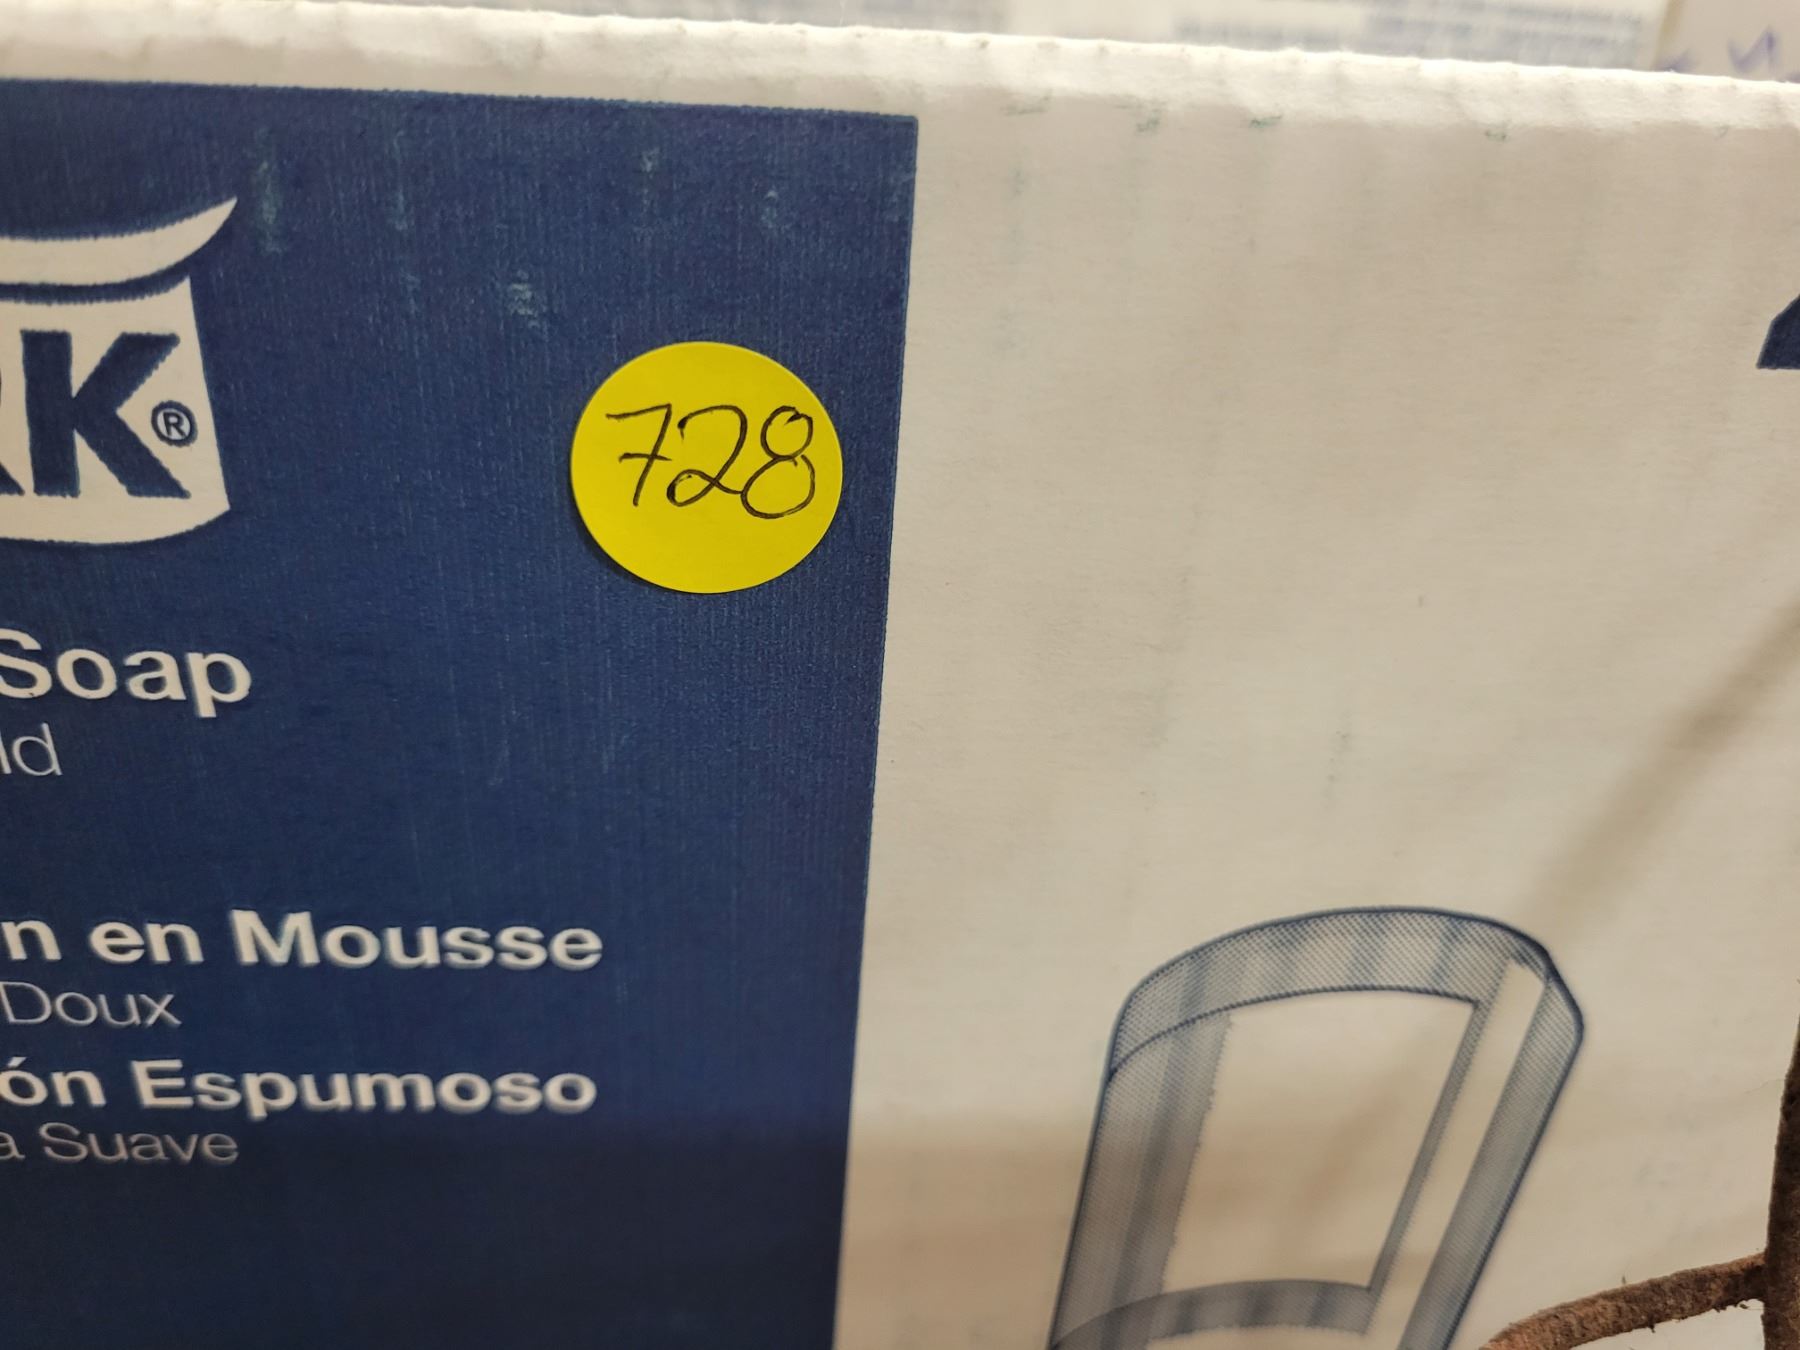 RK®
728
Soap
ld
n en Mousse
Doux
ón Espumoso
a Suave